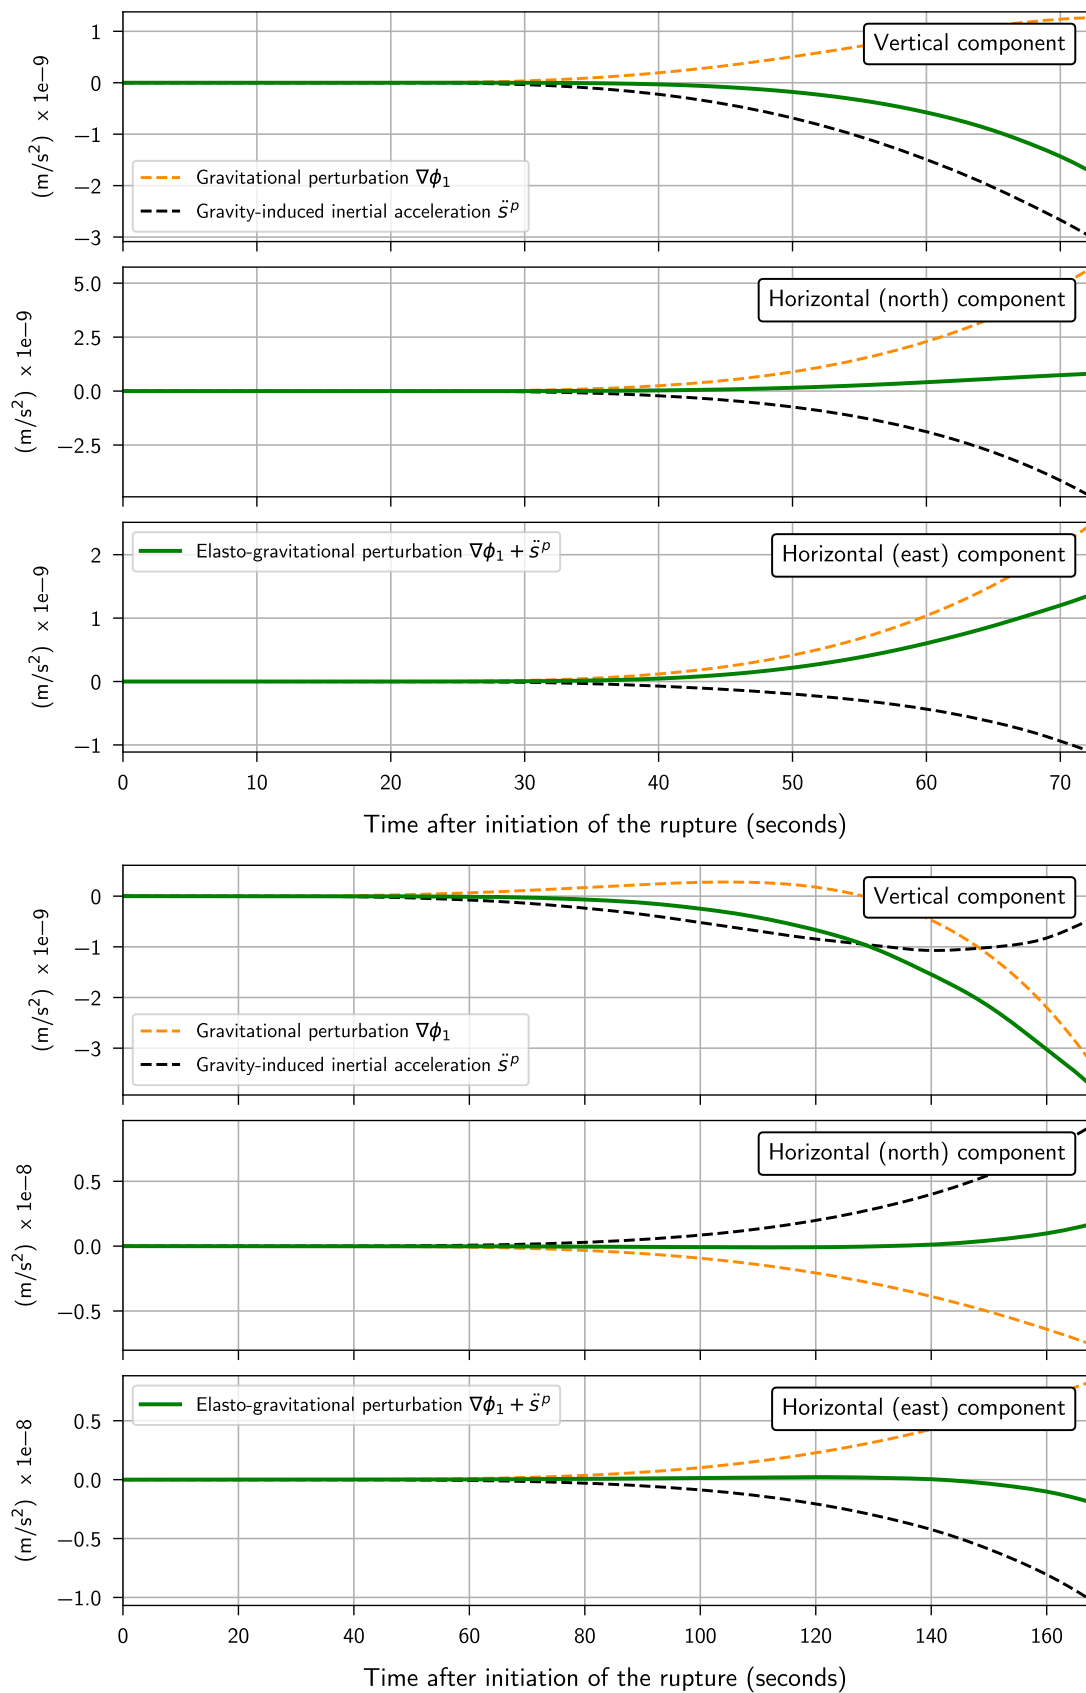 1
0
−1
−2
−3
(m/s²) x 1e−9
Vertical component
Gravitational perturbation ∇ϕ₁
Gravity-induced inertial acceleration s̈ᵖ
5.0
2.5
0.0
−2.5
(m/s²) x 1e−9
Horizontal (north) component
2
1
0
−1
(m/s²) x 1e−9
Elasto-gravitational perturbation ∇ϕ₁ + s̈ᵖ
Horizontal (east) component
0 10 20 30 40 50 60 70
Time after initiation of the rupture (seconds)
0
−1
−2
−3
(m/s²) x 1e−9
Vertical component
Gravitational perturbation ∇ϕ₁
Gravity-induced inertial acceleration s̈ᵖ
0.5
0.0
−0.5
(m/s²) x 1e−8
Horizontal (north) component
0.5
0.0
−0.5
−1.0
(m/s²) x 1e−8
Elasto-gravitational perturbation ∇ϕ₁ + s̈ᵖ
Horizontal (east) component
0 20 40 60 80 100 120 140 160
Time after initiation of the rupture (seconds)